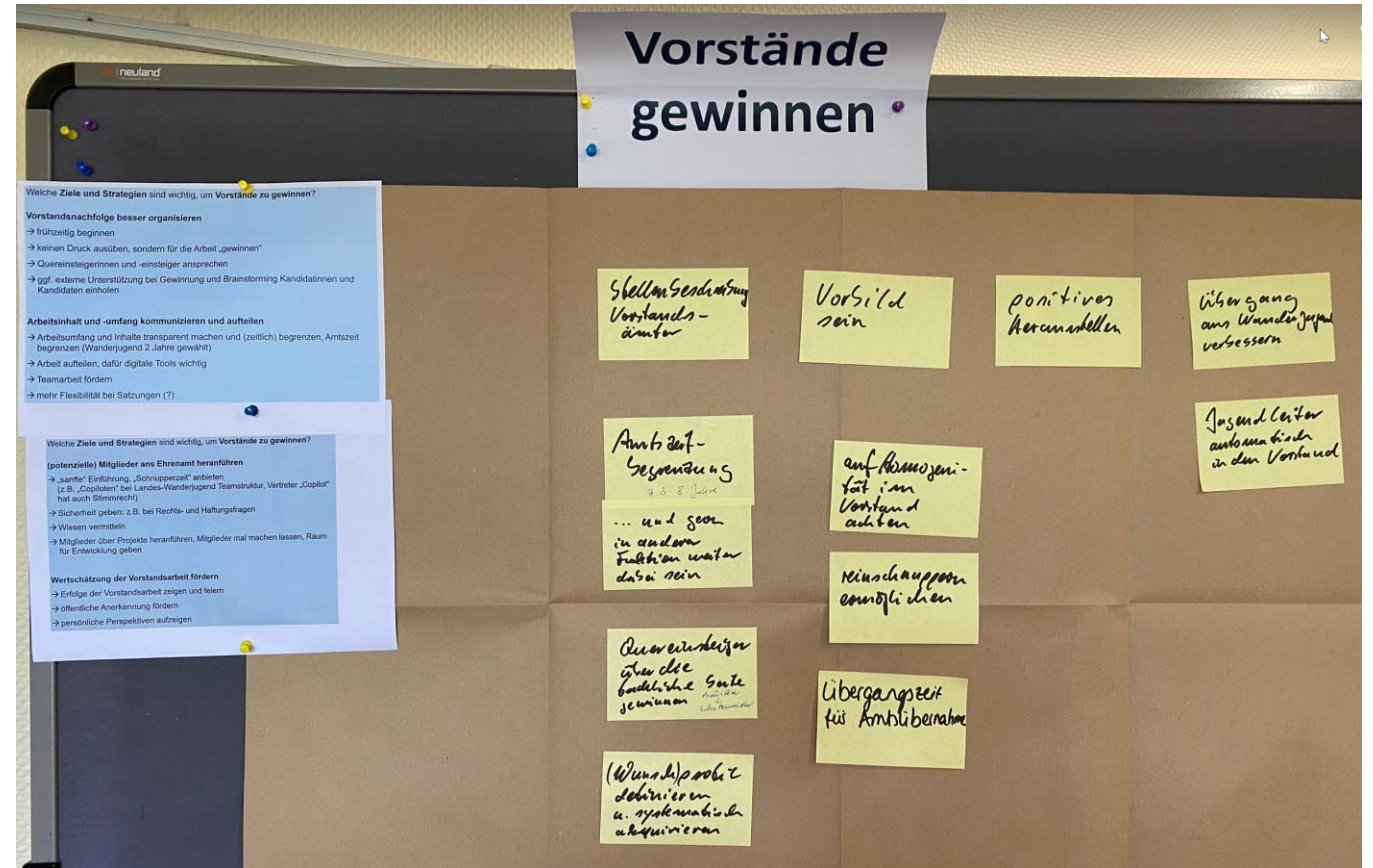 Vorstände
gewinnen
neuland
Welche Ziele und Strategien sind wichtig, um Vorstände zu gewinnen?
Vorstandsnachfolge besser organisieren
→ frühzeitig beginnen
→ keinen Druck ausüben, sondern für die Arbeit „gewinnen"
→ Quereinsteigerinnen und -einsteiger ansprechen
→ ggf. externe Unterstützung bei Gewinnung und Brainstorming Kandidatinnen und
Kandidaten einholen
Arbeitsinhalt und -umfang kommunizieren und aufteilen
→ Arbeitsumfang und Inhalte transparent machen und (zeitlich) begrenzen, Amtszeit
begrenzen (Wanderjugend 2 Jahre gewählt)
→ Arbeit aufteilen, dafür digitale Tools wichtig
→ Teamarbeit fördern
→ mehr Flexibilität bei Satzungen (?)
Welche Ziele und Strategien sind wichtig, um Vorstände zu gewinnen?
(potenzielle) Mitglieder ans Ehrenamt heranführen
→ „sanfte" Einführung, „Schnupperzeit" anbieten
(z.B. „Copiloten" bei Landes-Wanderjugend Teamstruktur, Vertreter „Copilot"
hat auch Stimmrecht)
→ Sicherheit geben: z.B. bei Rechts- und Haftungsfragen
→ Wissen vermitteln
→ Mitglieder über Projekte heranführen, Mitglieder mal machen lassen, Raum
für Entwicklung geben
Wertschätzung der Vorstandsarbeit fördern
→ Erfolge der Vorstandsarbeit zeigen und feiern
→ öffentliche Anerkennung fördern
→ persönliche Perspektiven aufzeigen
Stellenbeschreibung
Vorstands-
ämter
Amtszeit-
begrenzung
z.B. 8 Jahre
... und gern
in anderer
Funktion weiter
dabei sein
Quereinsteiger
über die
fachliche Seite
gewinnen
(Wunsch)profil
definieren
u. systematisch
akquirieren
Vorbild
sein
auf Homogeni-
tät im
Vorstand
achten
reinschnuppern
ermöglichen
Übergangszeit
für Amtsübernahme
positives
Herausstellen
Übergang
aus Wanderjugend
verbessern
Jugendleiter
automatisch
in den Vorstand